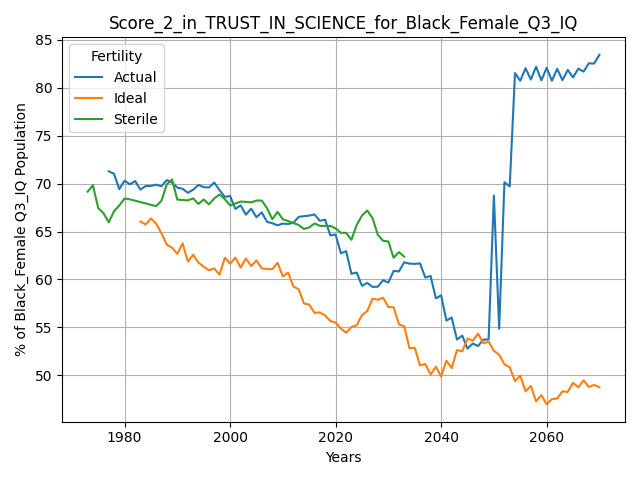 Score_2_in_TRUST_IN_SCIENCE_for_Black_Female_Q3_IQ
Fertility
Actual
Ideal
Sterile
% of Black_Female Q3_IQ Population
85
80
75
70
65
60
55
50
1980
2000
2020
2040
2060
Years